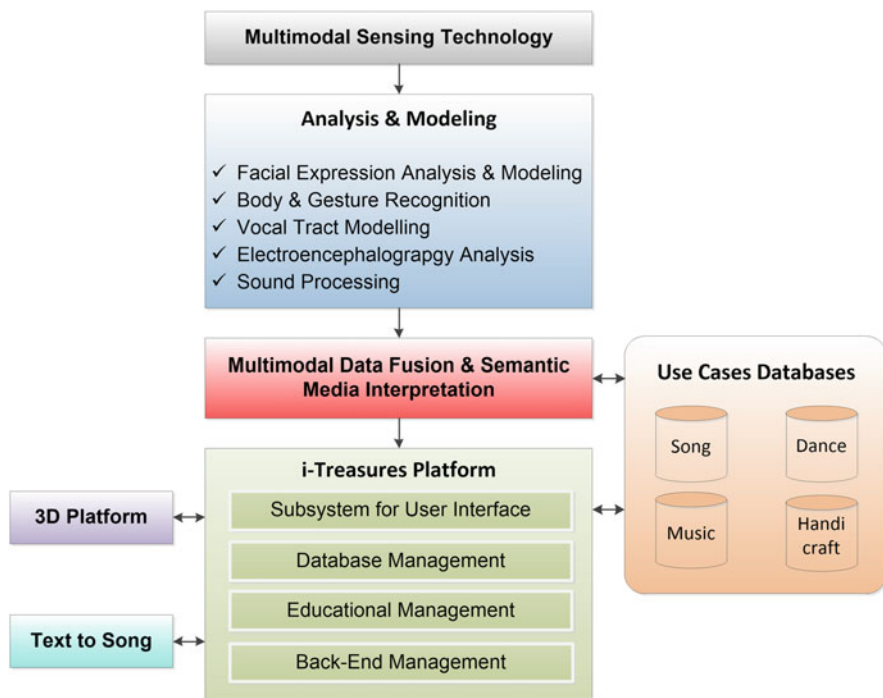 Multimodal Sensing Technology
Analysis & Modeling
✓ Facial Expression Analysis & Modeling
✓ Body & Gesture Recognition
✓ Vocal Tract Modelling
✓ Electroencephalograpgy Analysis
✓ Sound Processing
Multimodal Data Fusion & Semantic
Media Interpretation
Use Cases Databases
Song
Dance
Music
Handi
craft
i-Treasures Platform
Subsystem for User Interface
Database Management
Educational Management
Back-End Management
3D Platform
Text to Song